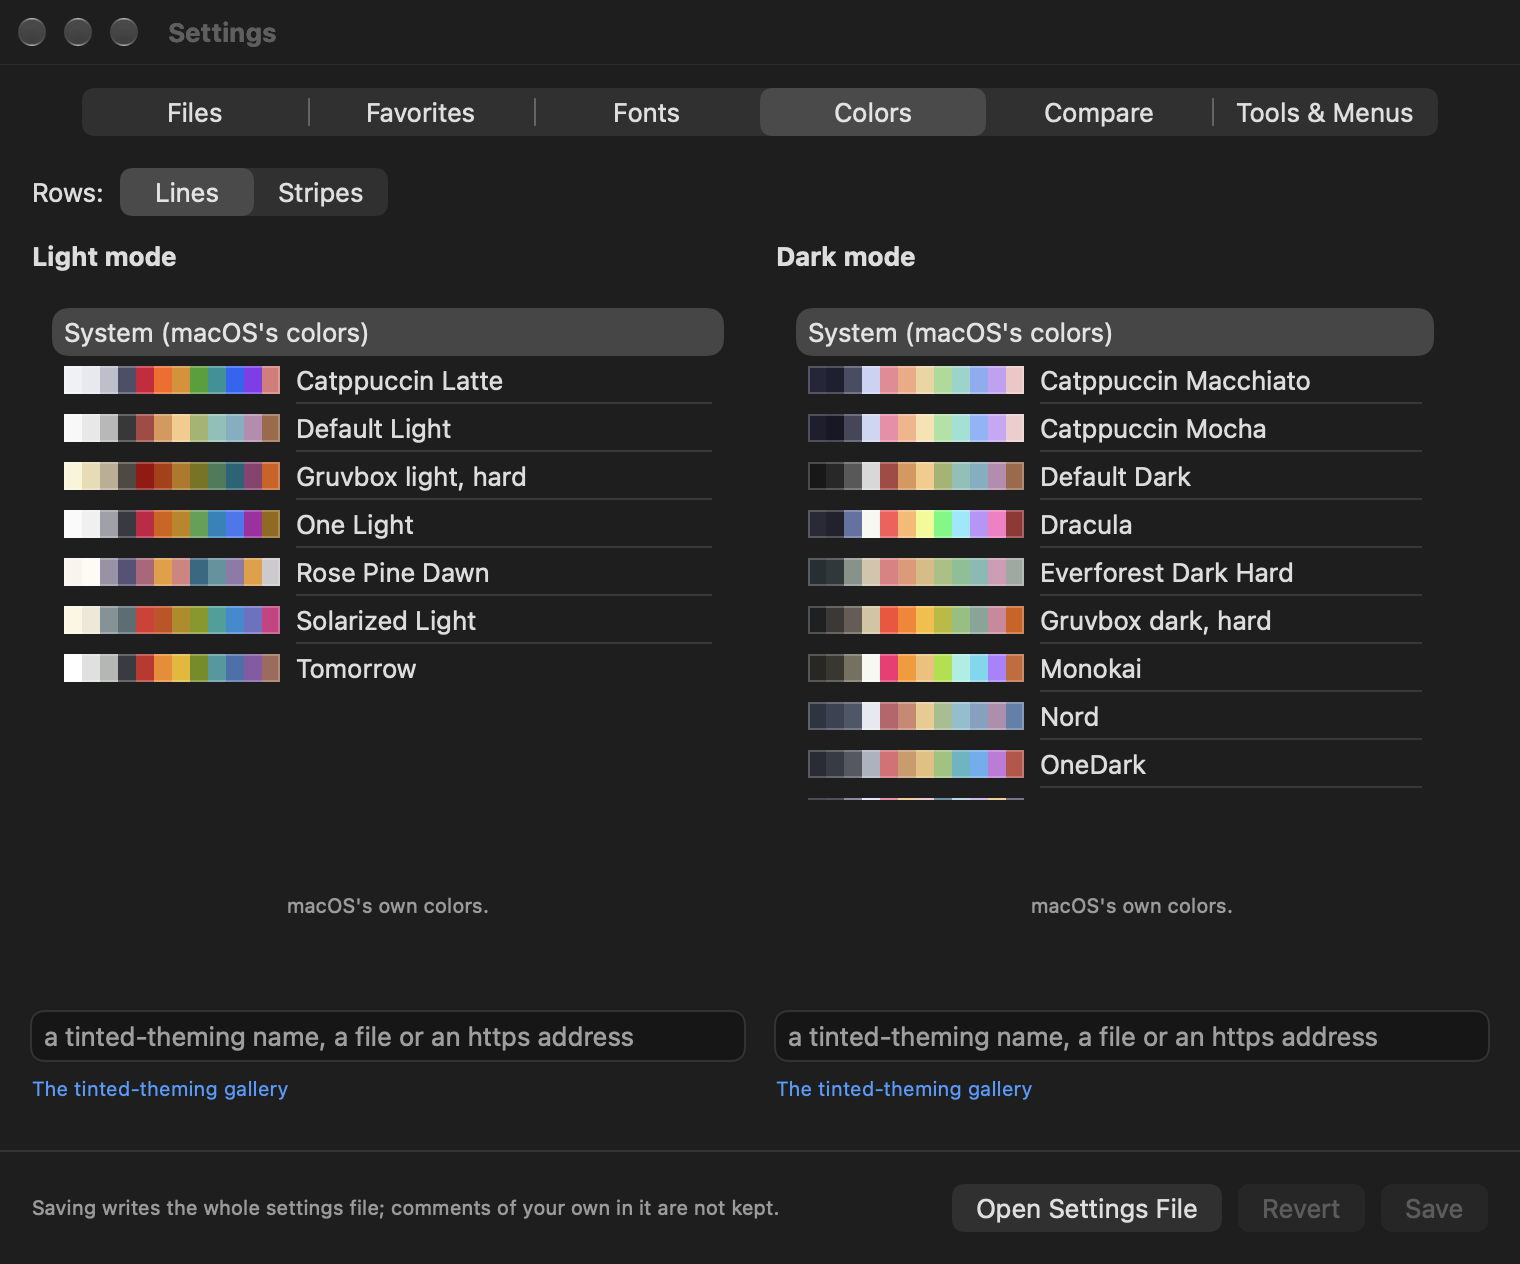 Settings
Files
Favorites
Fonts
Colors
Compare
Tools & Menus
Rows:
Lines
Stripes
Light mode
System (macOS's colors)
Catppuccin Latte
Default Light
Gruvbox light, hard
One Light
Rose Pine Dawn
Solarized Light
Tomorrow
macOS's own colors.
a tinted-theming name, a file or an https address
The tinted-theming gallery
Dark mode
System (macOS's colors)
Catppuccin Macchiato
Catppuccin Mocha
Default Dark
Dracula
Everforest Dark Hard
Gruvbox dark, hard
Monokai
Nord
OneDark
macOS's own colors.
a tinted-theming name, a file or an https address
The tinted-theming gallery
Saving writes the whole settings file; comments of your own in it are not kept.
Open Settings File
Revert
Save